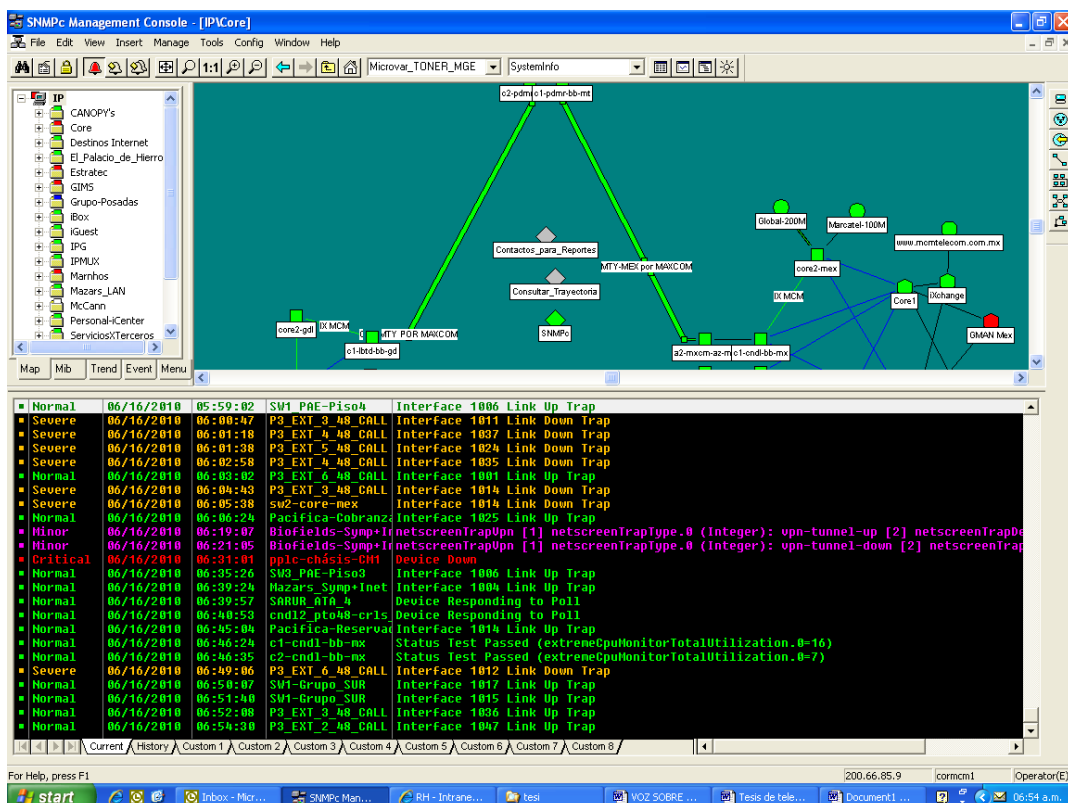 SNMPc Management Console - [IP\Core]
File Edit View Insert Manage Tools Config Window Help
1:1 Microvar_TONER_MGE SystemInfo
IP
CANOPY's
Core
Destinos Internet
El_Palacio_de_Hierro
Estratec
GIMS
Grupo-Posadas
iBox
iGuest
IPG
IPMUX
Marnhos
Mazars_LAN
McCann
Personal-iCenter
ServiciosXTerceros
Map Mib Trend Event Menu
c1-pdmr-bb-mt
Global-200M
Marcatel-100M
www.mcmtelecom.com.mx
Contactos_para_Reportes
MTY-MEX por MAXCOM
core2-mex
Consultar_Trayectoria
IX MCM
Core1
iXchange
core2-gdl
IX MCM
MTY POR MAXCOM
SNMPc
GMAN Mex
c1-lbtd-bb-gd
a2-mxcm-az-m
c1-cndl-bb-mx
Normal 06/16/2010 05:59:02 SW1_PAE-Piso4 Interface 1006 Link Up Trap
Severe 06/16/2010 06:00:47 P3_EXT_3_48_CALL Interface 1011 Link Down Trap
Severe 06/16/2010 06:01:18 P3_EXT_4_48_CALL Interface 1037 Link Down Trap
Severe 06/16/2010 06:01:38 P3_EXT_5_48_CALL Interface 1024 Link Down Trap
Severe 06/16/2010 06:02:58 P3_EXT_4_48_CALL Interface 1035 Link Down Trap
Normal 06/16/2010 06:03:02 P3_EXT_6_48_CALL Interface 1001 Link Up Trap
Severe 06/16/2010 06:04:43 P3_EXT_3_48_CALL Interface 1014 Link Down Trap
Severe 06/16/2010 06:05:38 sw2-core-mex Interface 1014 Link Down Trap
Normal 06/16/2010 06:06:24 Pacifica-Cobranza Interface 1025 Link Up Trap
Minor 06/16/2010 06:19:07 Biofields-Symp+In netscreenTrapVpn [1] netscreenTrapType.0 (Integer): vpn-tunnel-up [2] netscreenTrapDe
Minor 06/16/2010 06:21:05 Biofields-Symp+In netscreenTrapVpn [1] netscreenTrapType.0 (Integer): vpn-tunnel-down [2] netscreenTrap
Critical 06/16/2010 06:31:01 pplc-chasis-CM1 Device Down
Normal 06/16/2010 06:35:26 SW3_PAE-Piso3 Interface 1006 Link Up Trap
Normal 06/16/2010 06:39:24 Mazars_Symp+Inet Interface 1004 Link Up Trap
Normal 06/16/2010 06:39:57 SARUR_ATA_4 Device Responding to Poll
Normal 06/16/2010 06:40:53 cndl2_pto48-crls_ Device Responding to Poll
Normal 06/16/2010 06:45:04 Pacifica-Reservac Interface 1014 Link Up Trap
Normal 06/16/2010 06:46:24 c1-cndl-bb-mx Status Test Passed (extremeCpuMonitorTotalUtilization.0=16)
Normal 06/16/2010 06:46:35 c2-cndl-bb-mx Status Test Passed (extremeCpuMonitorTotalUtilization.0=7)
Severe 06/16/2010 06:49:06 P3_EXT_6_48_CALL Interface 1012 Link Down Trap
Normal 06/16/2010 06:50:07 SW1-Grupo_SUR Interface 1017 Link Up Trap
Normal 06/16/2010 06:51:40 SW1-Grupo_SUR Interface 1015 Link Up Trap
Normal 06/16/2010 06:52:08 P3_EXT_3_48_CALL Interface 1036 Link Up Trap
Normal 06/16/2010 06:54:30 P3_EXT_2_48_CALL Interface 1047 Link Up Trap
Current History Custom 1 Custom 2 Custom 3 Custom 4 Custom 5 Custom 6 Custom 7 Custom 8
For Help, press F1 200.66.85.9 cormcm1 Operator(E)
start Inbox - Micr... SNMPc Man... RH - Intrane... tesi VOZ SOBRE ... Tesis de tele... Document1 ... 06:54 a.m.